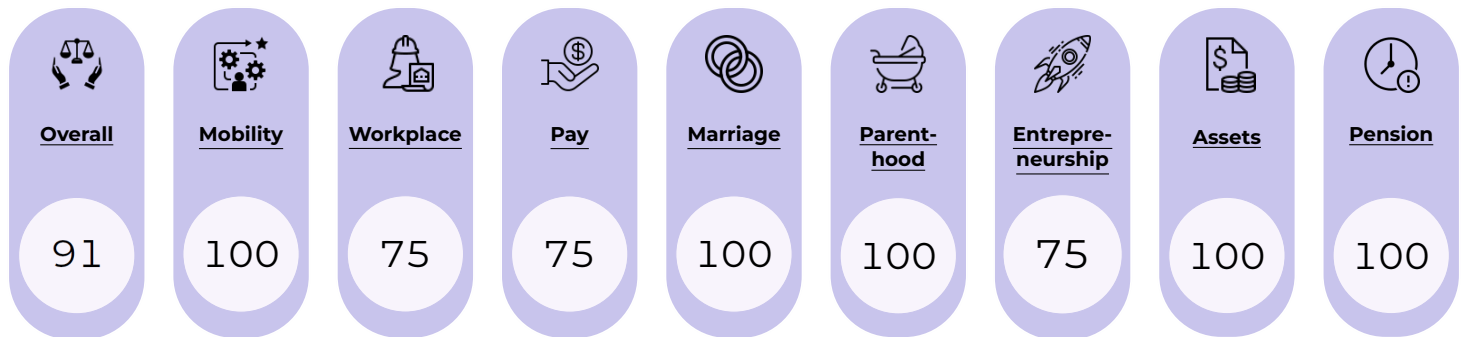 Overall
Mobility
Workplace
Pay
Marriage
Parent-
hood
Entrepre-
neurship
Assets
Pension
91
100
75
75
100
100
75
100
100